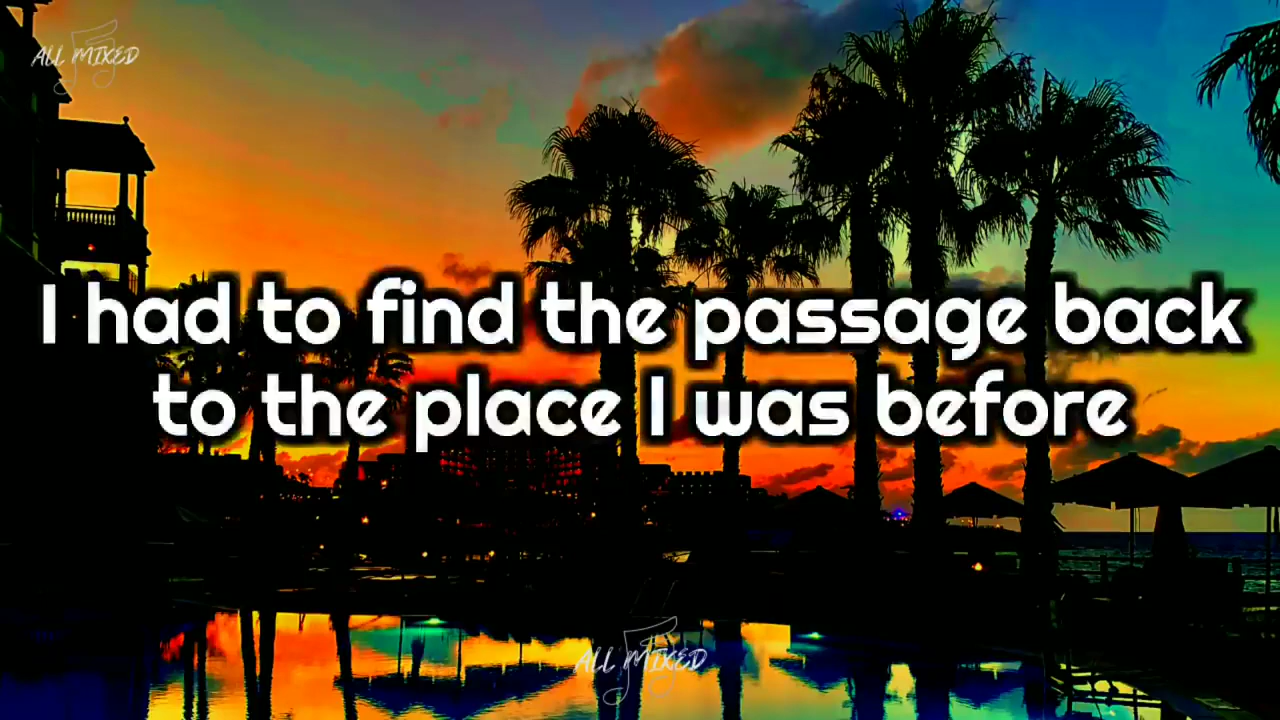 ALL MIXED
I had to find the passage back
to the place I was before
ALL MIXED